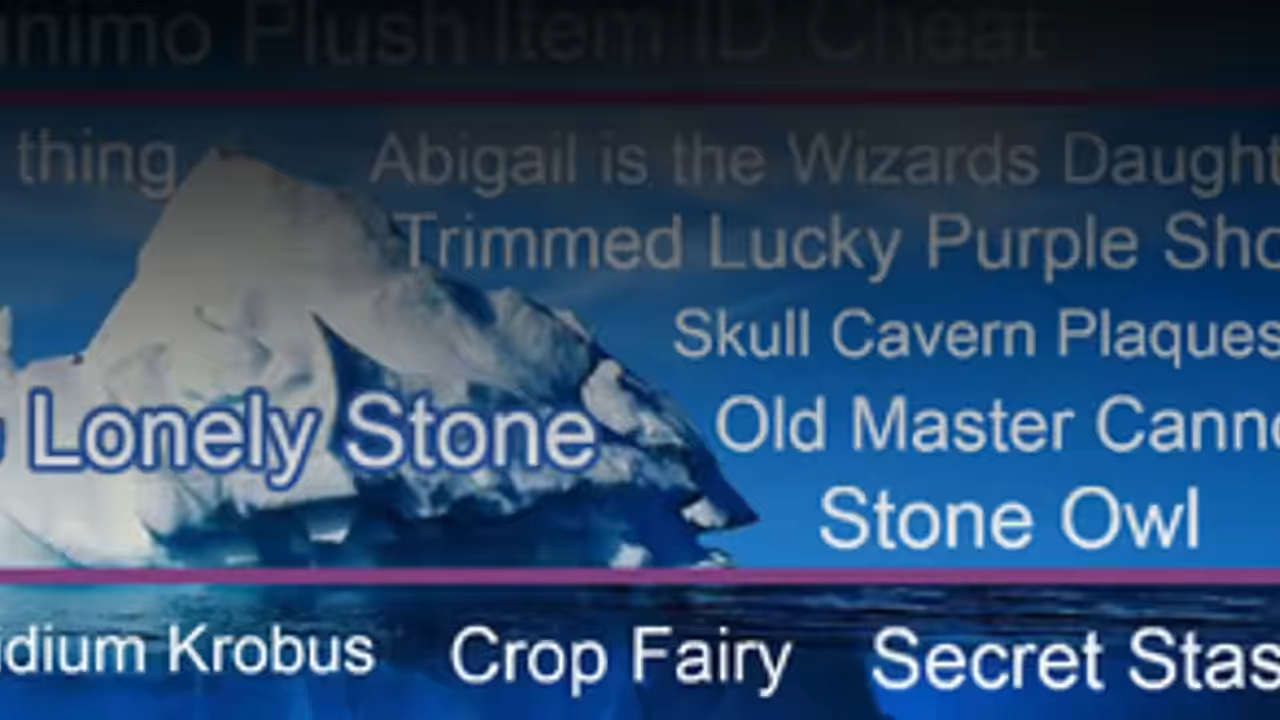 nimo Plush Item ID Cheat
thing
Abigail is the Wizards Daught
Trimmed Lucky Purple Sho
Skull Cavern Plaques
Lonely Stone
Old Master Canno
Stone Owl
idium Krobus
Crop Fairy
Secret Stas